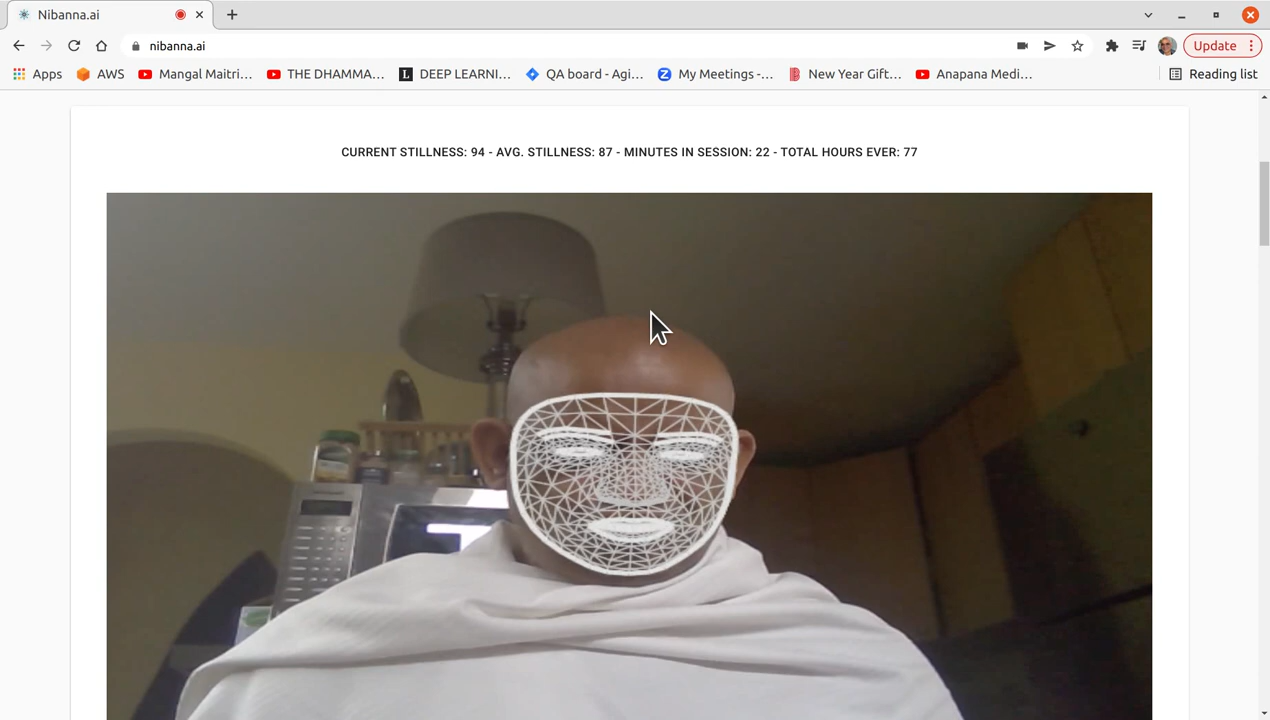 Nibanna.ai
nibanna.ai
Update
Apps AWS Mangal Maitri... THE DHAMMA... DEEP LEARNI... QA board - Agi... My Meetings -... New Year Gift... Anapana Medi... Reading list
CURRENT STILLNESS: 94 - AVG. STILLNESS: 87 - MINUTES IN SESSION: 22 - TOTAL HOURS EVER: 77